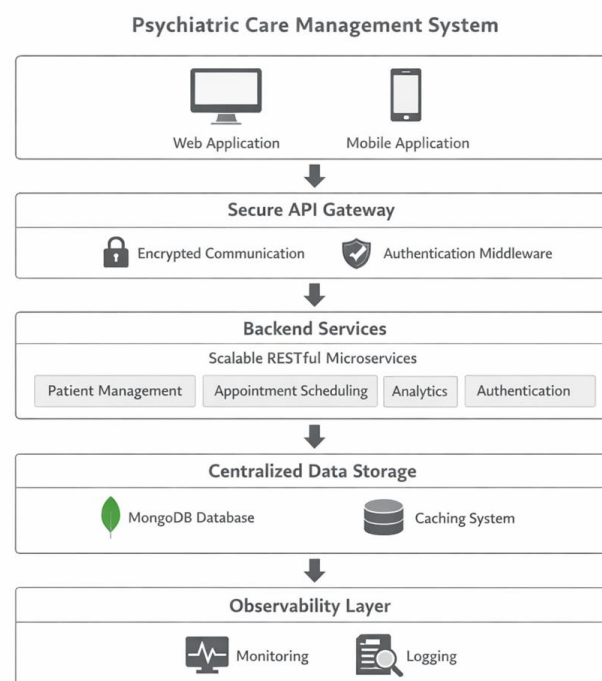 Psychiatric Care Management System
Web Application
Mobile Application
Secure API Gateway
Encrypted Communication
Authentication Middleware
Backend Services
Scalable RESTful Microservices
Patient Management
Appointment Scheduling
Analytics
Authentication
Centralized Data Storage
MongoDB Database
Caching System
Observability Layer
Monitoring
Logging